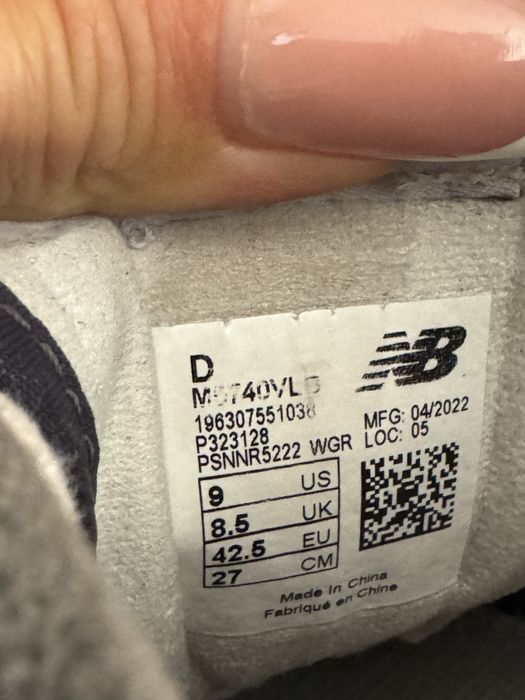 D
NB
196307551038
P323128
PSNNR5222 WGR
MFG: 04/2022
LOC: 05
9 US
8.5 UK
42.5 EU
27 CM
Made in China
Fabriqué en Chine